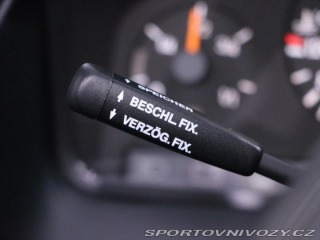 ↑ SPEICHER
↑ BESCHL. FIX.
↓ VERZÖG. FIX.
SPORTOVNIVOZY.CZ